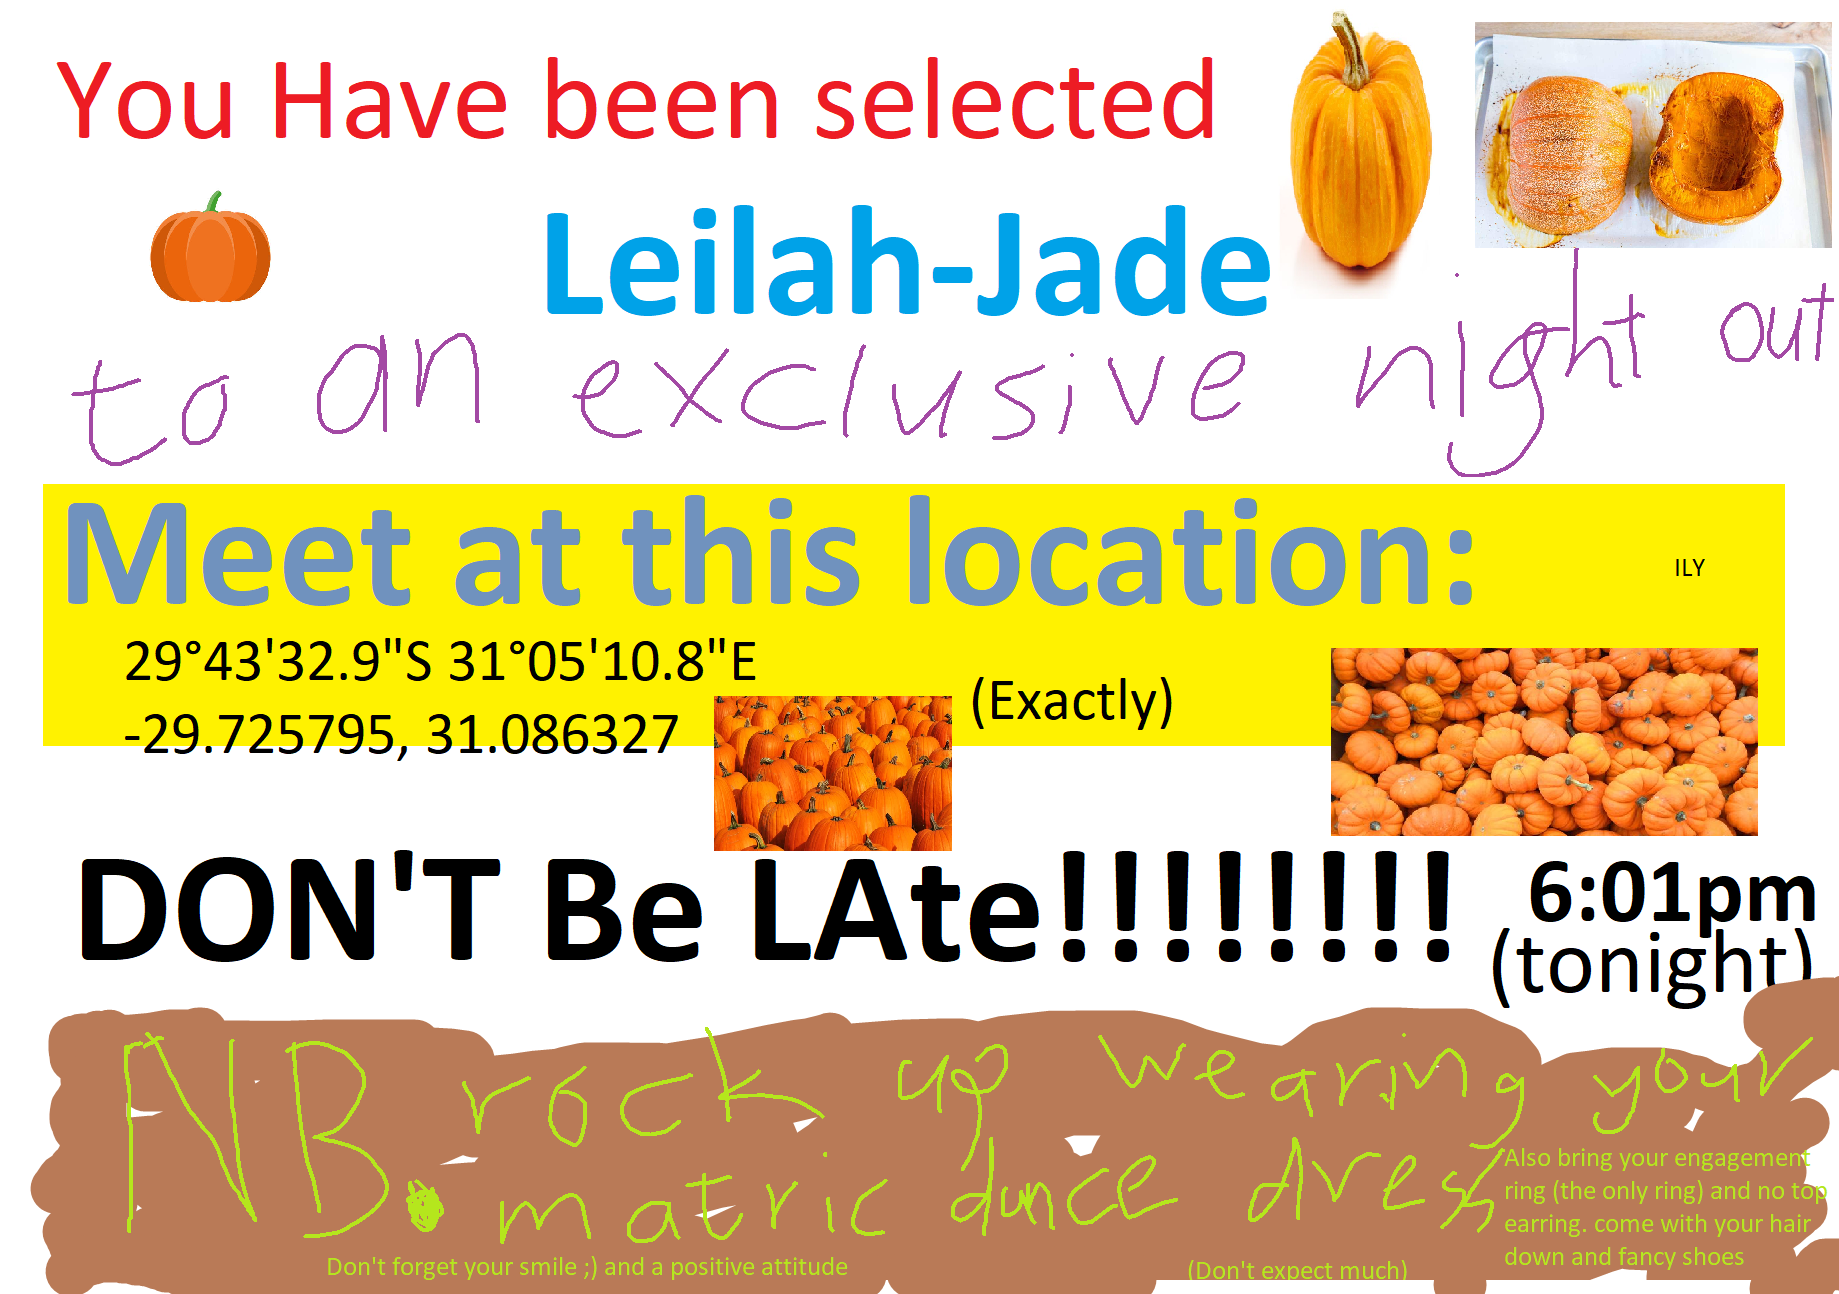 You Have been selected
Leilah-Jade
to an exclusive night out
Meet at this location:
ILY
29°43'32.9"S 31°05'10.8"E
-29.725795, 31.086327
(Exactly)
DON'T Be LAte!!!!!!!!
6:01pm
(tonight)
NB. rock up wearing your
matric dance dress
Also bring your engagement
ring (the only ring) and no top
earring. come with your hair
down and fancy shoes
Don't forget your smile ;) and a positive attitude
(Don't expect much)